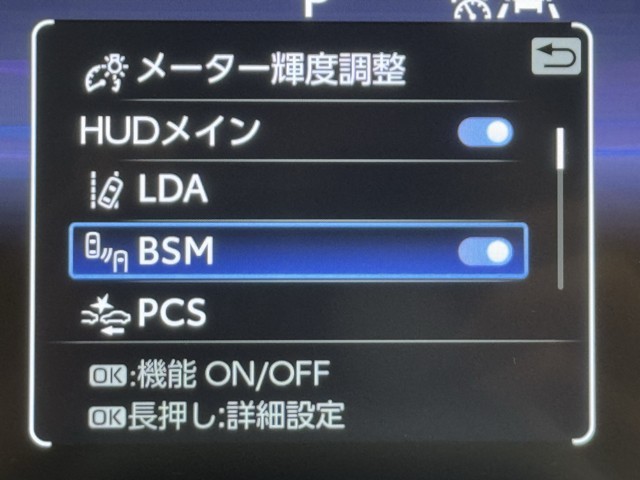 P
メーター輝度調整
HUDメイン
LDA
BSM
PCS
OK:機能 ON/OFF
OK長押し:詳細設定